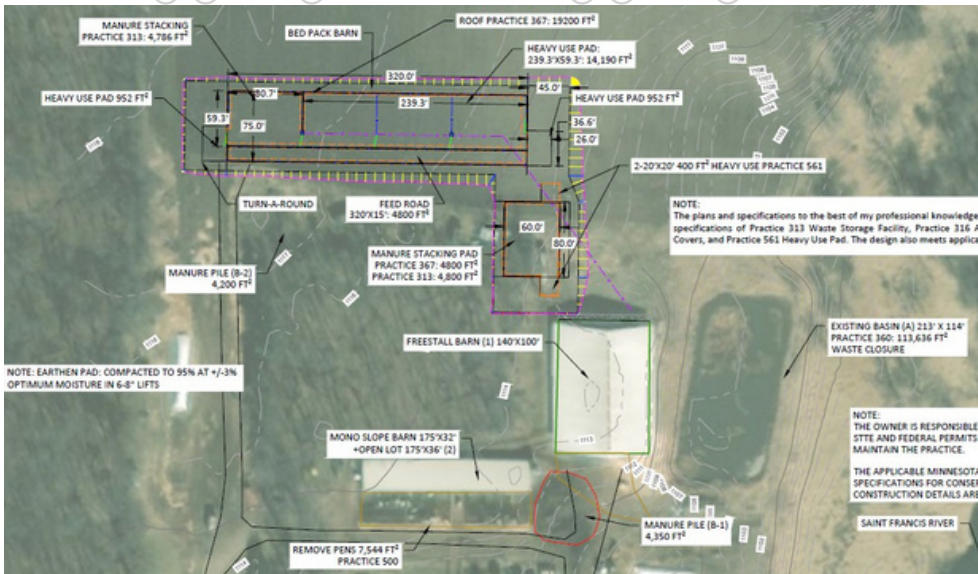 MANURE STACKING
PRACTICE 313: 4,786 FT²
ROOF PRACTICE 367: 19200 FT²
BED PACK BARN
HEAVY USE PAD:
239.3'X59.3': 14,190 FT²
320.0'
80.7'
239.3'
45.0'
HEAVY USE PAD 952 FT²
HEAVY USE PAD 952 FT²
59.3'
75.0'
36.6'
26.0'
2-20'X20' 400 FT² HEAVY USE PRACTICE 561
TURN-A-ROUND
FEED ROAD
320'X15': 4800 FT²
NOTE:
The plans and specifications to the best of my professional knowledge
specifications of Practice 313 Waste Storage Facility, Practice 316 A
Covers, and Practice 561 Heavy Use Pad. The design also meets applic
60.0'
80.0'
MANURE STACKING PAD
PRACTICE 367: 4800 FT²
PRACTICE 313: 4,800 FT²
MANURE PILE (B-2)
4,200 FT²
EXISTING BASIN (A) 213' X 114'
PRACTICE 360: 113,636 FT²
WASTE CLOSURE
FREESTALL BARN (1) 140'X100'
NOTE: EARTHEN PAD: COMPACTED TO 95% AT +/-3%
OPTIMUM MOISTURE IN 6-8" LIFTS
NOTE:
THE OWNER IS RESPONSIBLE
STTE AND FEDERAL PERMITS
MAINTAIN THE PRACTICE.
THE APPLICABLE MINNESOTA
SPECIFICATIONS FOR CONSER
CONSTRUCTION DETAILS ARE
MONO SLOPE BARN 175'X32'
+OPEN LOT 175'X36' (2)
1113
MANURE PILE (B-1)
4,350 FT²
SAINT FRANCIS RIVER
REMOVE PENS 7,544 FT²
PRACTICE 500